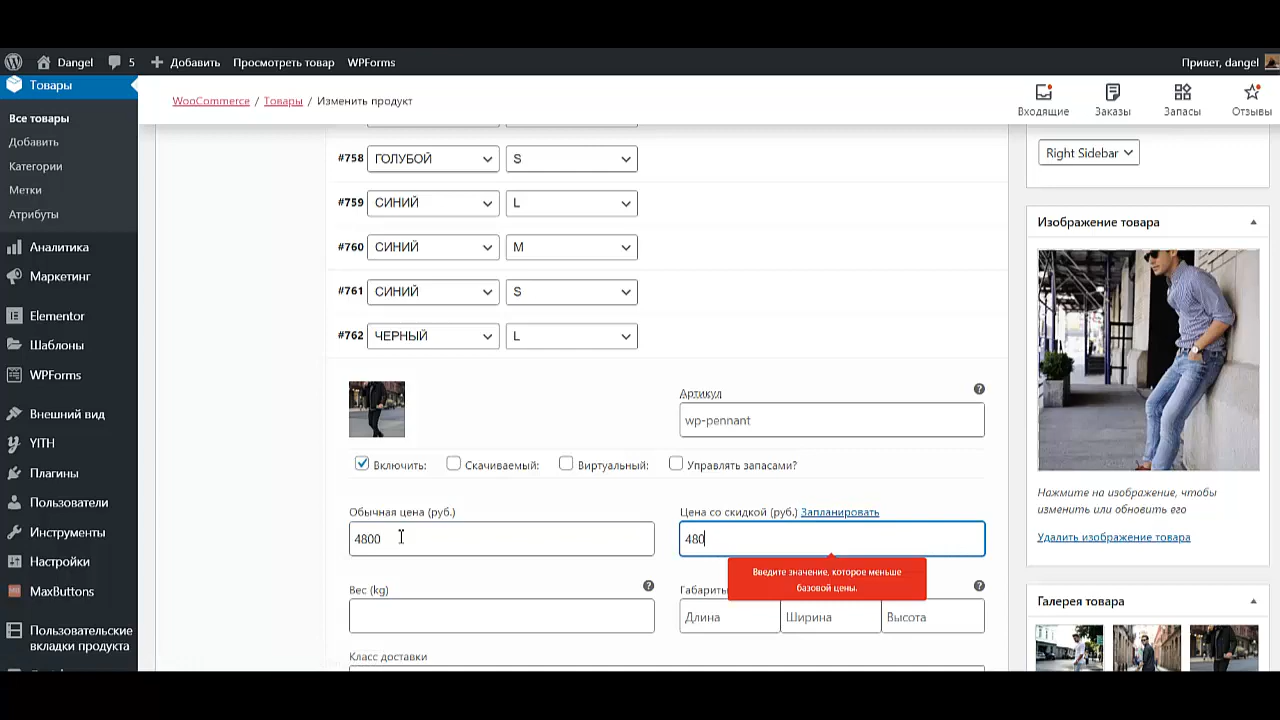 Dangel 5 Добавить Просмотреть товар WPForms Привет, dangel
Товары
Все товары
Добавить
Категории
Метки
Атрибуты
Аналитика
Маркетинг
Elementor
Шаблоны
WPForms
Внешний вид
YITH
Плагины
Пользователи
Инструменты
Настройки
MaxButtons
Пользовательские
вкладки продукта
WooCommerce / Товары / Изменить продукт
Входящие Заказы Запасы Отзывы
#758 ГОЛУБОЙ S
#759 СИНИЙ L
#760 СИНИЙ M
#761 СИНИЙ S
#762 ЧЕРНЫЙ L
Артикул ?
wp-pennant
Включить: Скачиваемый: Виртуальный: Управлять запасами?
Обычная цена (руб.) Цена со скидкой (руб.) Запланировать
4800 480
Введите значение, которое меньше
базовой цены.
Вес (kg) ? Габариты ?
Длина Ширина Высота
Класс доставки
Right Sidebar
Изображение товара
Нажмите на изображение, чтобы
изменить или обновить его
Удалить изображение товара
Галерея товара